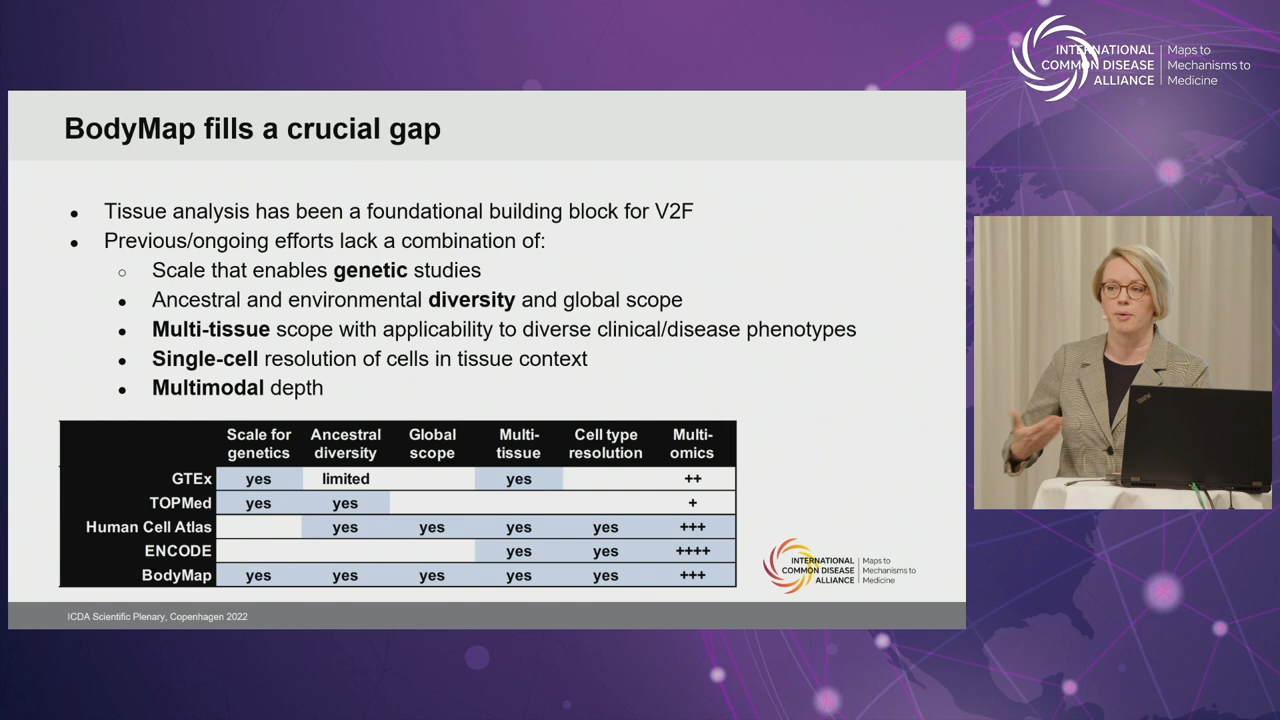 INTERNATIONAL
COMMON DISEASE
ALLIANCE
Maps to
Mechanisms to
Medicine
BodyMap fills a crucial gap
● Tissue analysis has been a foundational building block for V2F
● Previous/ongoing efforts lack a combination of:
○ Scale that enables genetic studies
● Ancestral and environmental diversity and global scope
● Multi-tissue scope with applicability to diverse clinical/disease phenotypes
● Single-cell resolution of cells in tissue context
● Multimodal depth
Scale for genetics Ancestral diversity Global scope Multi-tissue Cell type resolution Multi-omics
GTEx yes limited yes ++
TOPMed yes yes +
Human Cell Atlas yes yes yes yes +++
ENCODE yes yes ++++
BodyMap yes yes yes yes yes +++
INTERNATIONAL
COMMON DISEASE
ALLIANCE
Maps to
Mechanisms to
Medicine
ICDA Scientific Plenary, Copenhagen 2022
ThinkPad